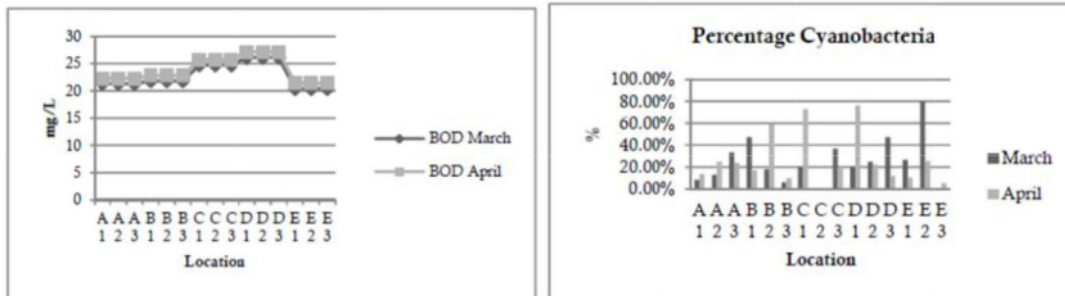 30
25
20
15
10
5
0
mg/L
A 1 A 2 A 3 B 1 B 2 B 3 C 1 C 2 C 3 D 1 D 2 D 3 E 1 E 2 E 3
Location
BOD March
BOD April
Percentage Cyanobacteria
100.00%
80.00%
60.00%
40.00%
20.00%
0.00%
%
A 1 A 2 A 3 B 1 B 2 B 3 C 1 C 2 C 3 D 1 D 2 D 3 E 1 E 2 E 3
Location
March
April